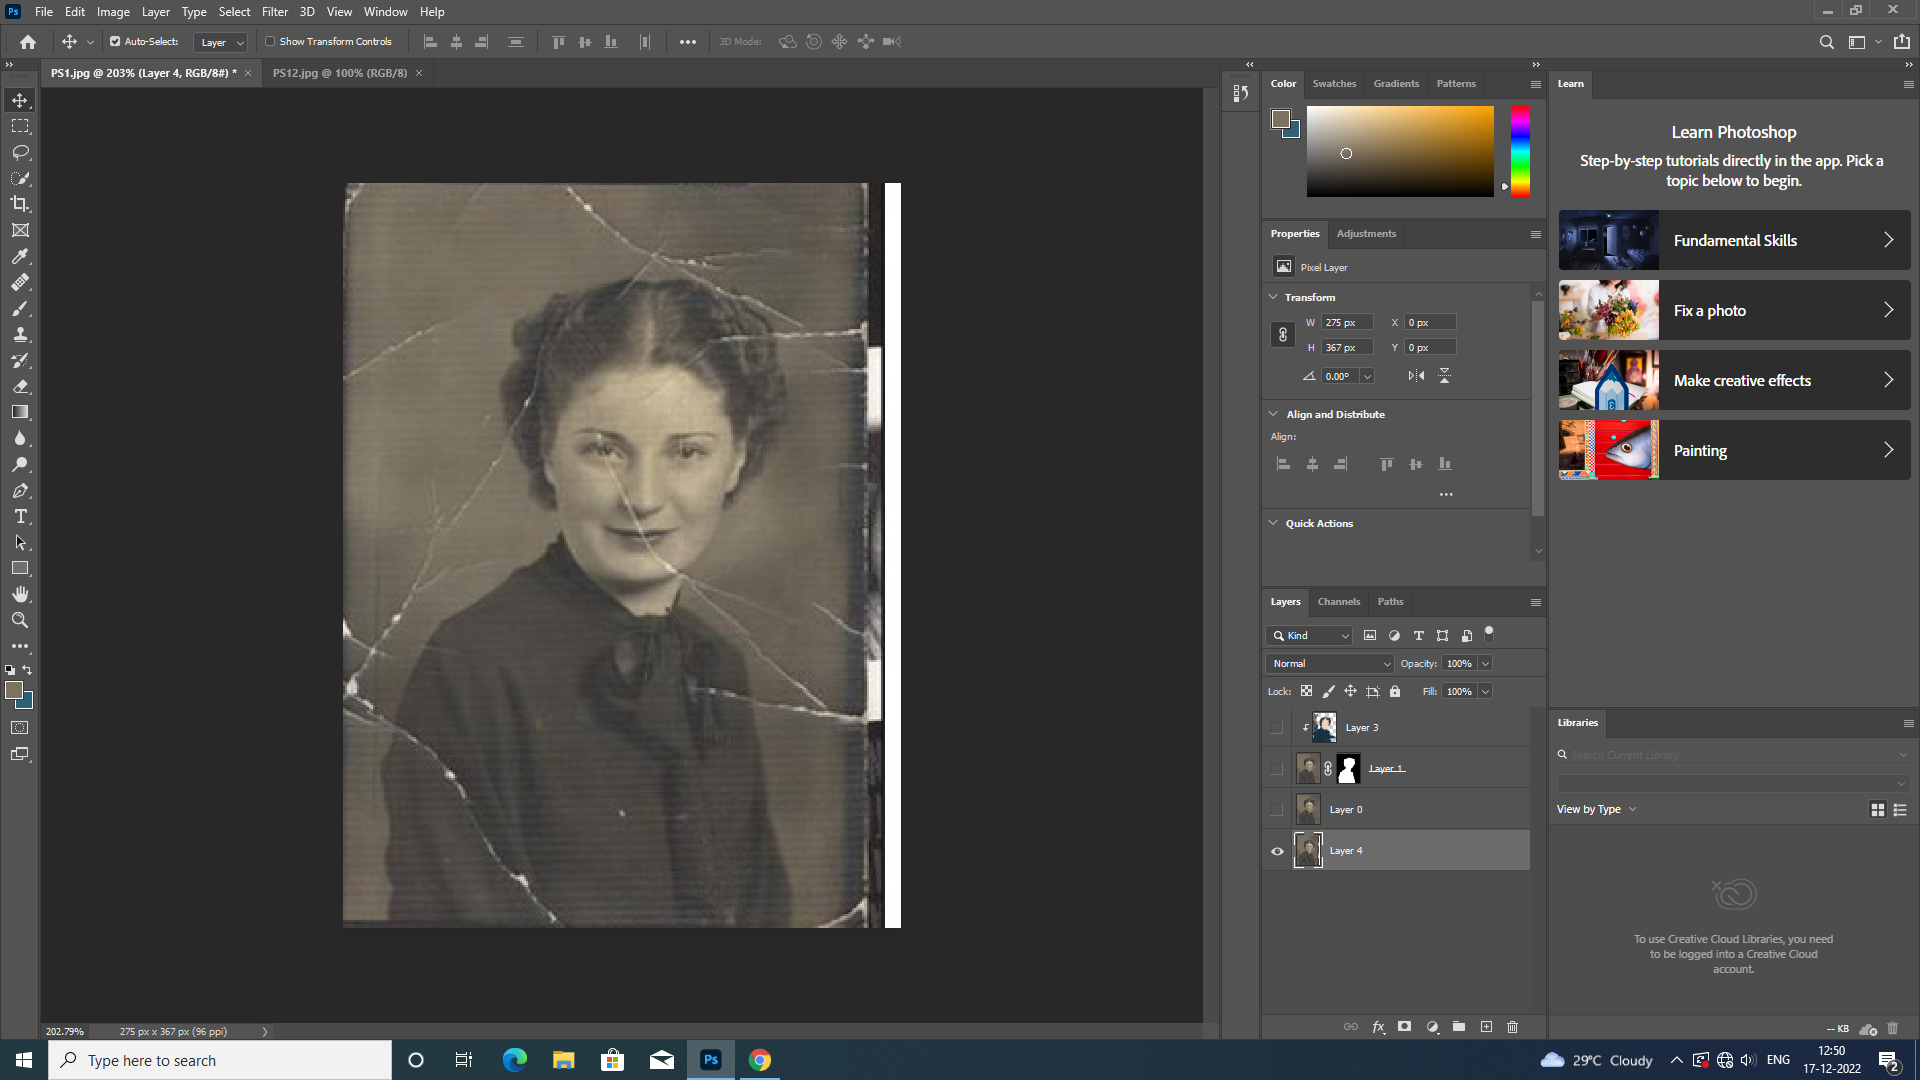 Ps File Edit Image Layer Type Select Filter 3D View Window Help
Auto-Select: Layer Show Transform Controls 3D Mode:
PS1.jpg @ 203% (Layer 4, RGB/8#) * × PS12.jpg @ 100% (RGB/8) ×
Color Swatches Gradients Patterns
Properties Adjustments
Pixel Layer
Transform
W 275 px X 0 px
H 367 px Y 0 px
0.00°
Align and Distribute
Align:
Quick Actions
Layers Channels Paths
Kind
Normal Opacity: 100%
Lock: Fill: 100%
Layer 3
Layer 1
Layer 0
Layer 4
fx
Learn
Learn Photoshop
Step-by-step tutorials directly in the app. Pick a
topic below to begin.
Fundamental Skills
Fix a photo
Make creative effects
Painting
Libraries
Search Current Library
View by Type
To use Creative Cloud Libraries, you need
to be logged into a Creative Cloud
account.
-- KB
202.79% 275 px x 367 px (96 ppi)
Type here to search
Ps
29°C Cloudy
ENG
12:50
17-12-2022
2